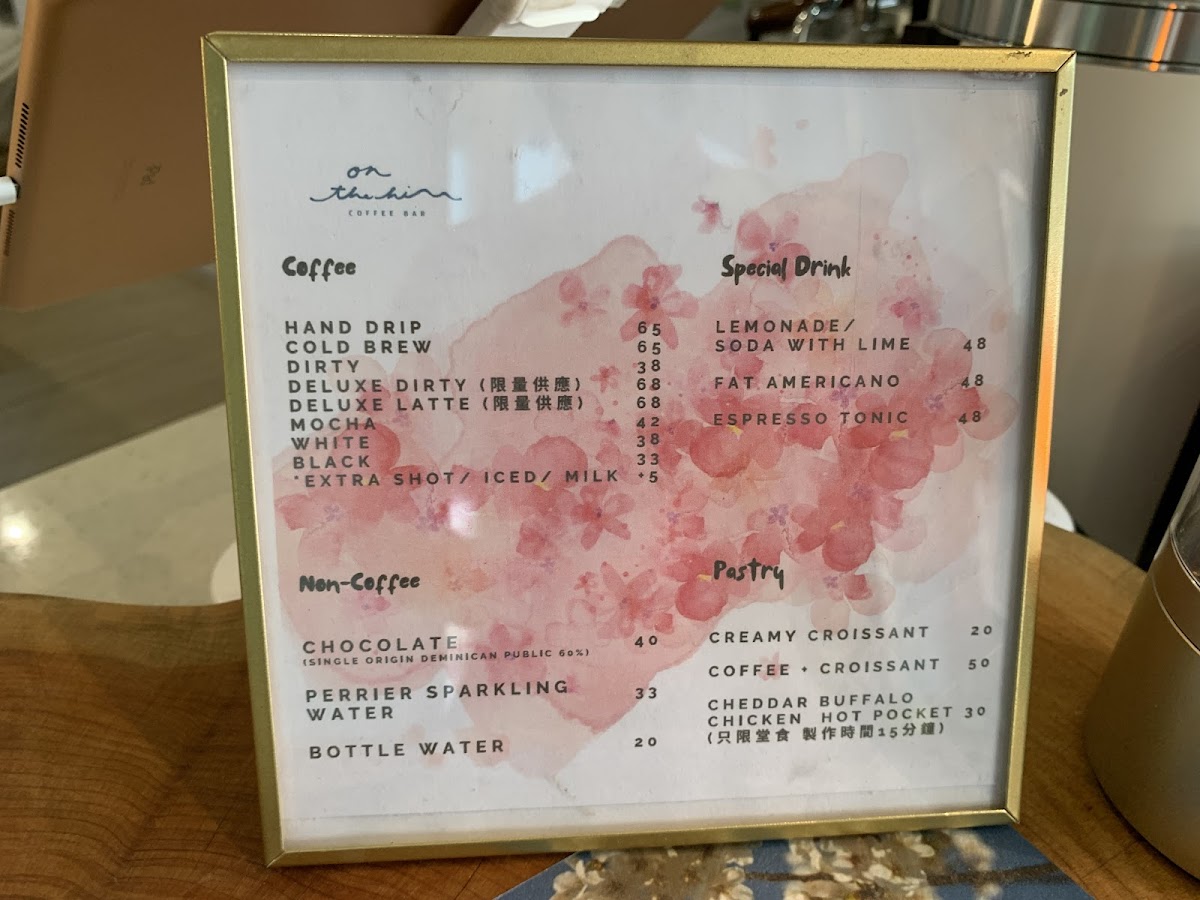 on
the him
COFFEE BAR
Coffee
HAND DRIP 65
COLD BREW 65
DIRTY 38
DELUXE DIRTY (限量供應) 68
DELUXE LATTE (限量供應) 68
MOCHA 42
WHITE 38
BLACK 33
*EXTRA SHOT/ ICED/ MILK +5
Non-Coffee
CHOCOLATE 40
(SINGLE ORIGIN DEMINICAN PUBLIC 60%)
PERRIER SPARKLING 33
WATER
BOTTLE WATER 20
Special Drink
LEMONADE/
SODA WITH LIME 48
FAT AMERICANO 48
ESPRESSO TONIC 48
Pastry
CREAMY CROISSANT 20
COFFEE + CROISSANT 50
CHEDDAR BUFFALO
CHICKEN HOT POCKET 30
(只限堂食 製作時間15分鐘)